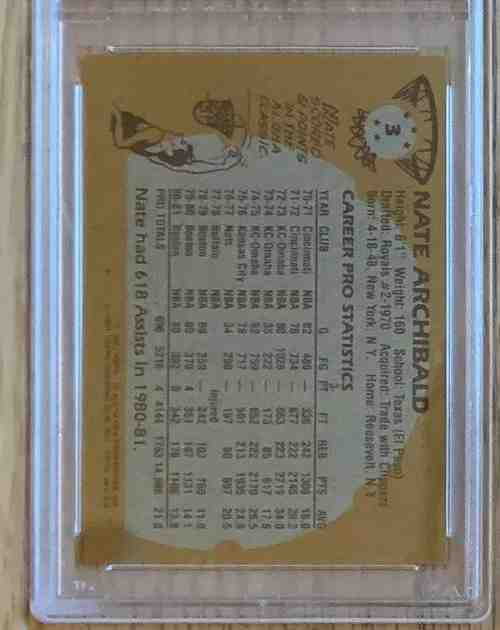 3
NATE ARCHIBALD
Height: 6'1" Weight: 160 School: Texas (El Paso)
Drafted: Royals #2-1970 Acquired: Trade with Clippers
Born: 4-18-48, New York, N.Y. Home: Roosevelt, N.Y.
CAREER PRO STATISTICS
YEAR CLUB G FG FT REB PTS AVG
70-71 Cincinnati NBA 82 486 — 336 242 1308 16.0
71-72 Cincinnati NBA 76 734 — 677 222 2145 28.2
72-73 KC-Omaha NBA 80 1028 — 663 223 2719 34.0
73-74 KC-Omaha NBA 35 222 — 173 85 617 17.6
74-75 KC-Omaha NBA 82 759 — 652 222 2170 26.5
75-76 Kansas City NBA 78 717 — 501 213 1935 24.8
76-77 Nets NBA 34 250 — 197 80 697 20.5
77-78 Buffalo Injured
78-79 Boston NBA 69 259 — 242 103 760 11.0
79-80 Boston NBA 80 370 4 361 197 1131 14.1
80-81 Boston NBA 80 382 0 342 176 1106 13.8
PRO TOTALS 696 5216 4 4144 1763 14,588 21.0
Nate had 618 Assists in 1980-81.
NATE
SCORED
9 POINTS
IN THE
ALL-STAR
CLASSIC.